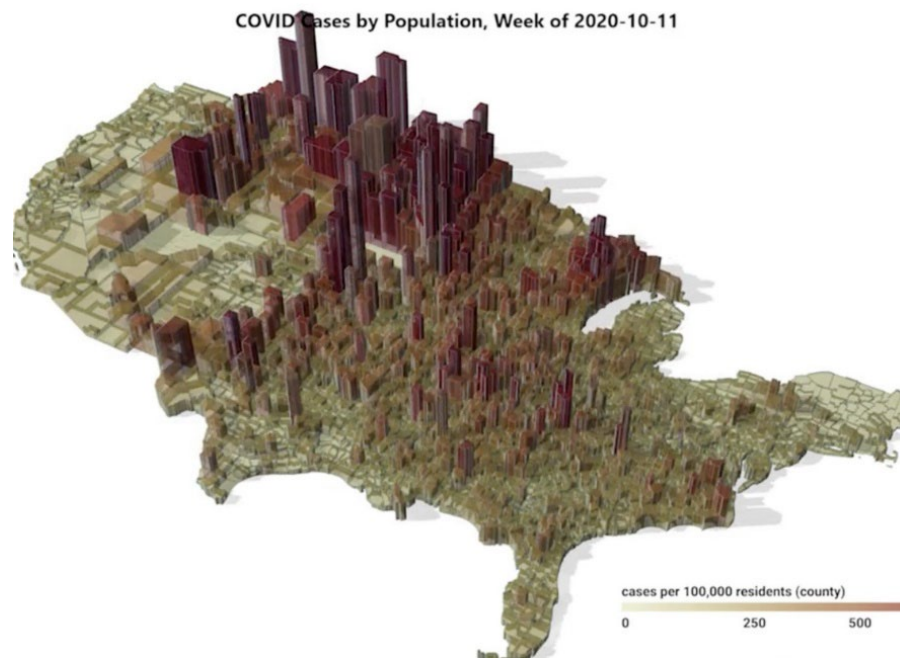 COVID Cases by Population, Week of 2020-10-11
cases per 100,000 residents (county)
0 250 500